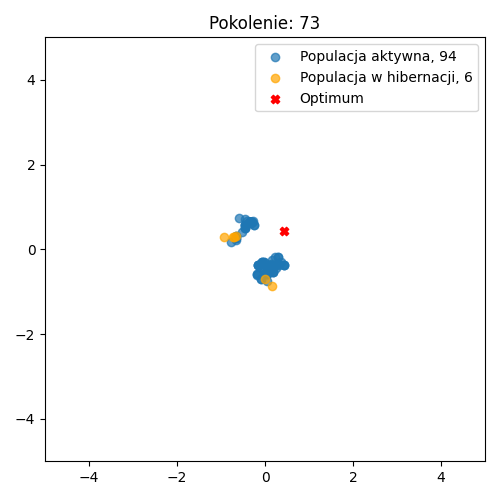 Pokolenie: 73
Populacja aktywna, 94
Populacja w hibernacji, 6
Optimum
4
2
0
−2
−4
−4 −2 0 2 4